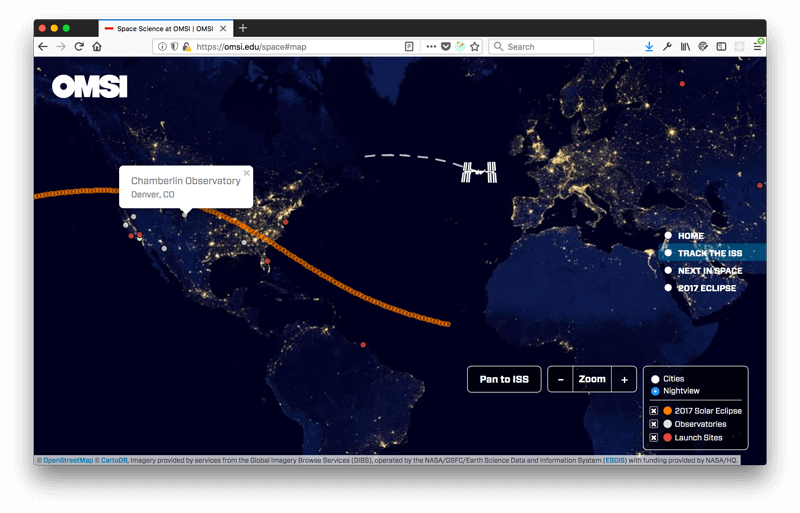 Space Science at OMSI | OMSI
https://omsi.edu/space#map
Search
OMSI
Chamberlin Observatory
Denver, CO
HOME
TRACK THE ISS
NEXT IN SPACE
2017 ECLIPSE
Pan to ISS
− Zoom +
Cities
Nightview
2017 Solar Eclipse
Observatories
Launch Sites
© OpenStreetMap © CartoDB, Imagery provided by services from the Global Imagery Browse Services (GIBS), operated by the NASA/GSFC/Earth Science Data and Information System (ESDIS) with funding provided by NASA/HQ.